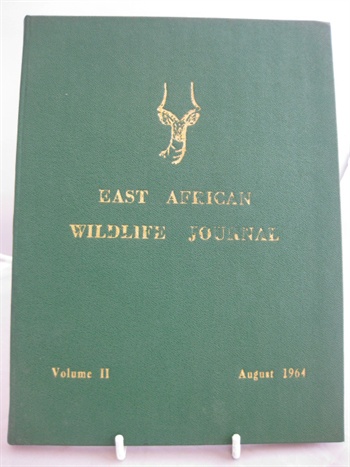 EAST AFRICAN
WILDLIFE JOURNAL
Volume II August 1964